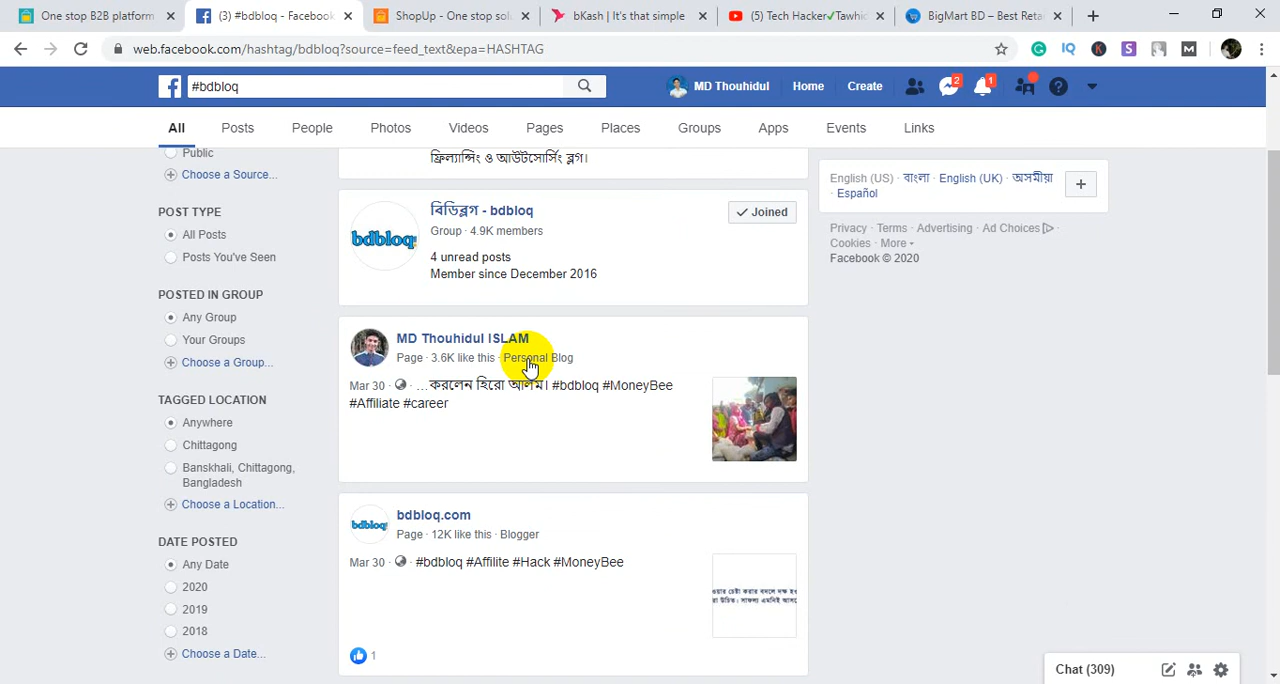 One stop B2B platform
(3) #bdbloq - Facebook
ShopUp - One stop solu
bKash | It's that simple
(5) Tech Hacker✓Tawhid
BigMart BD – Best Retai
web.facebook.com/hashtag/bdbloq?source=feed_text&epa=HASHTAG
#bdbloq
MD Thouhidul
Home
Create
2
1
All
Posts
People
Photos
Videos
Pages
Places
Groups
Apps
Events
Links
Public
Choose a Source...
POST TYPE
All Posts
Posts You've Seen
POSTED IN GROUP
Any Group
Your Groups
Choose a Group...
TAGGED LOCATION
Anywhere
Chittagong
Banskhali, Chittagong,
Bangladesh
Choose a Location...
DATE POSTED
Any Date
2020
2019
2018
Choose a Date...
ফ্রিল্যান্সিং ও আউটসোর্সিং ব্লগ।
bdbloq
বিডিব্লগ - bdbloq
Group · 4.9K members
4 unread posts
Member since December 2016
Joined
MD Thouhidul ISLAM
Page · 3.6K like this · Personal Blog
Mar 30 · ...করলেন হিরো আলম। #bdbloq #MoneyBee
#Affiliate #career
bdbloq
bdbloq.com
Page · 12K like this · Blogger
Mar 30 · #bdbloq #Affilite #Hack #MoneyBee
1
English (US) · বাংলা · English (UK) · অসমীয়া
· Español
Privacy · Terms · Advertising · Ad Choices ·
Cookies · More
Facebook © 2020
Chat (309)